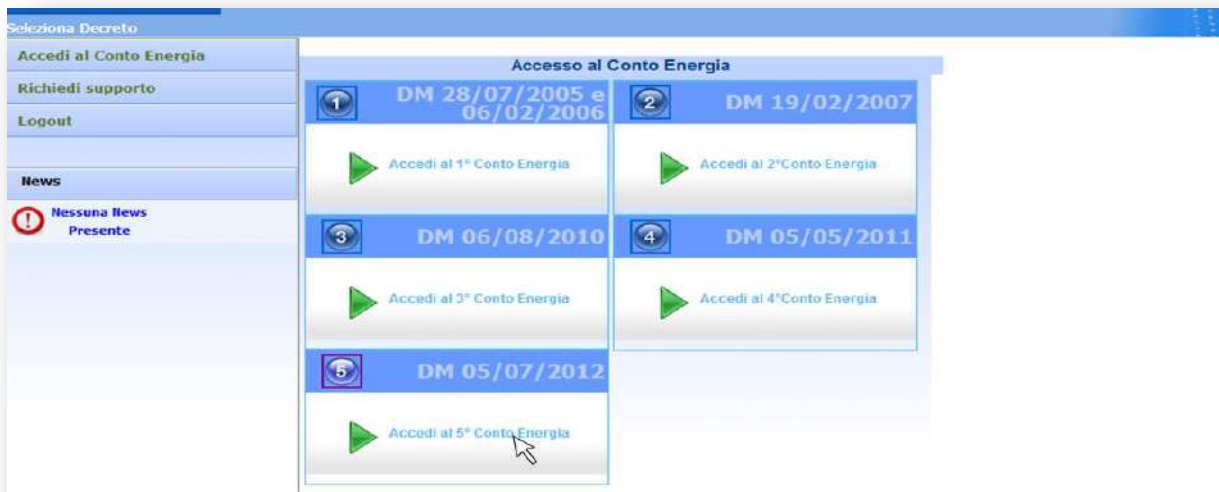 Seleziona Decreto
Accedi al Conto Energia
Richiedi supporto
Logout
News
Nessuna News
Presente
Accesso al Conto Energia
1
DM 28/07/2005 e
06/02/2006
Accedi al 1° Conto Energia
2
DM 19/02/2007
Accedi al 2°Conto Energia
3
DM 06/08/2010
Accedi al 3° Conto Energia
4
DM 05/05/2011
Accedi al 4°Conto Energia
5
DM 05/07/2012
Accedi al 5° Conto Energia